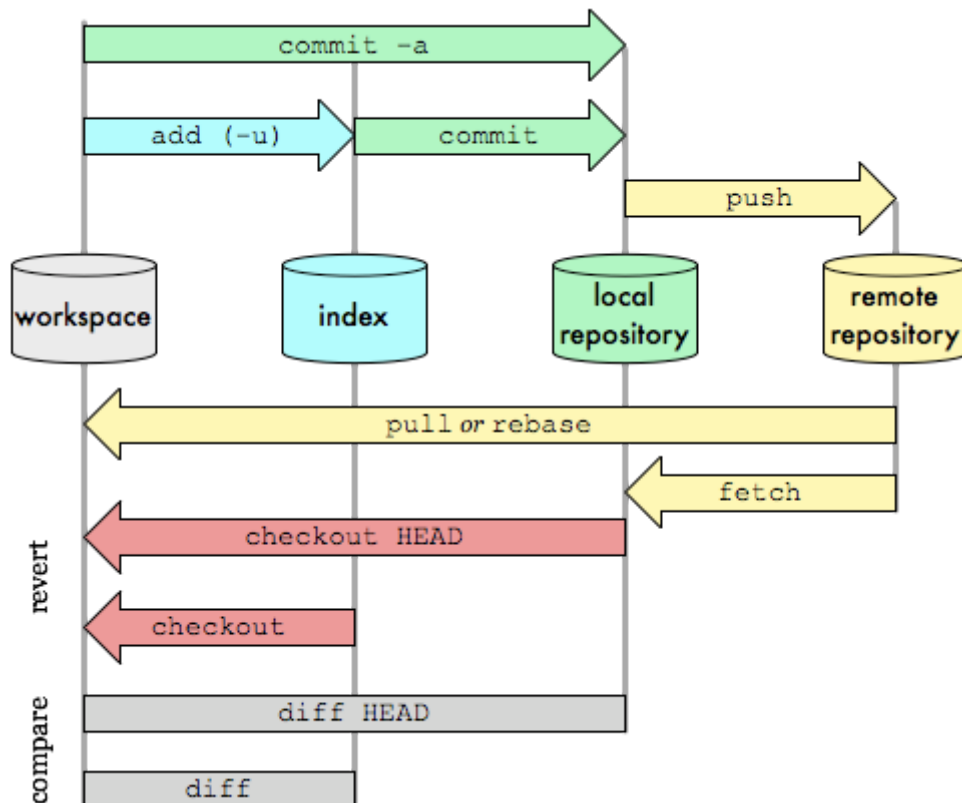 commit -a
add (-u)
commit
push
workspace
index
local
repository
remote
repository
pull or rebase
fetch
revert
checkout HEAD
checkout
compare
diff HEAD
diff